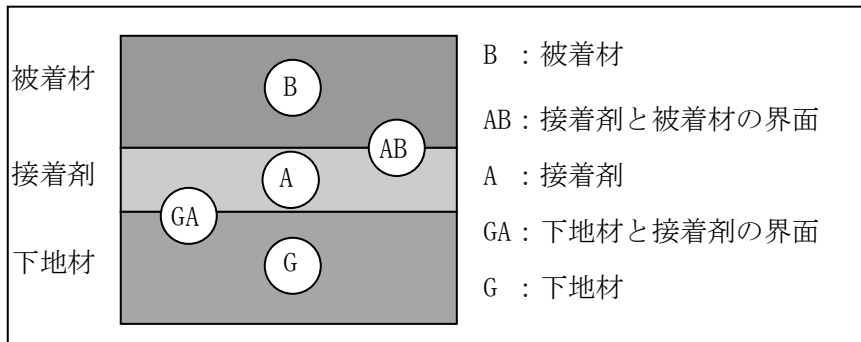 被着材
接着剤
下地材
B
AB
A
GA
G
B ：被着材
AB：接着剤と被着材の界面
A ：接着剤
GA：下地材と接着剤の界面
G ：下地材